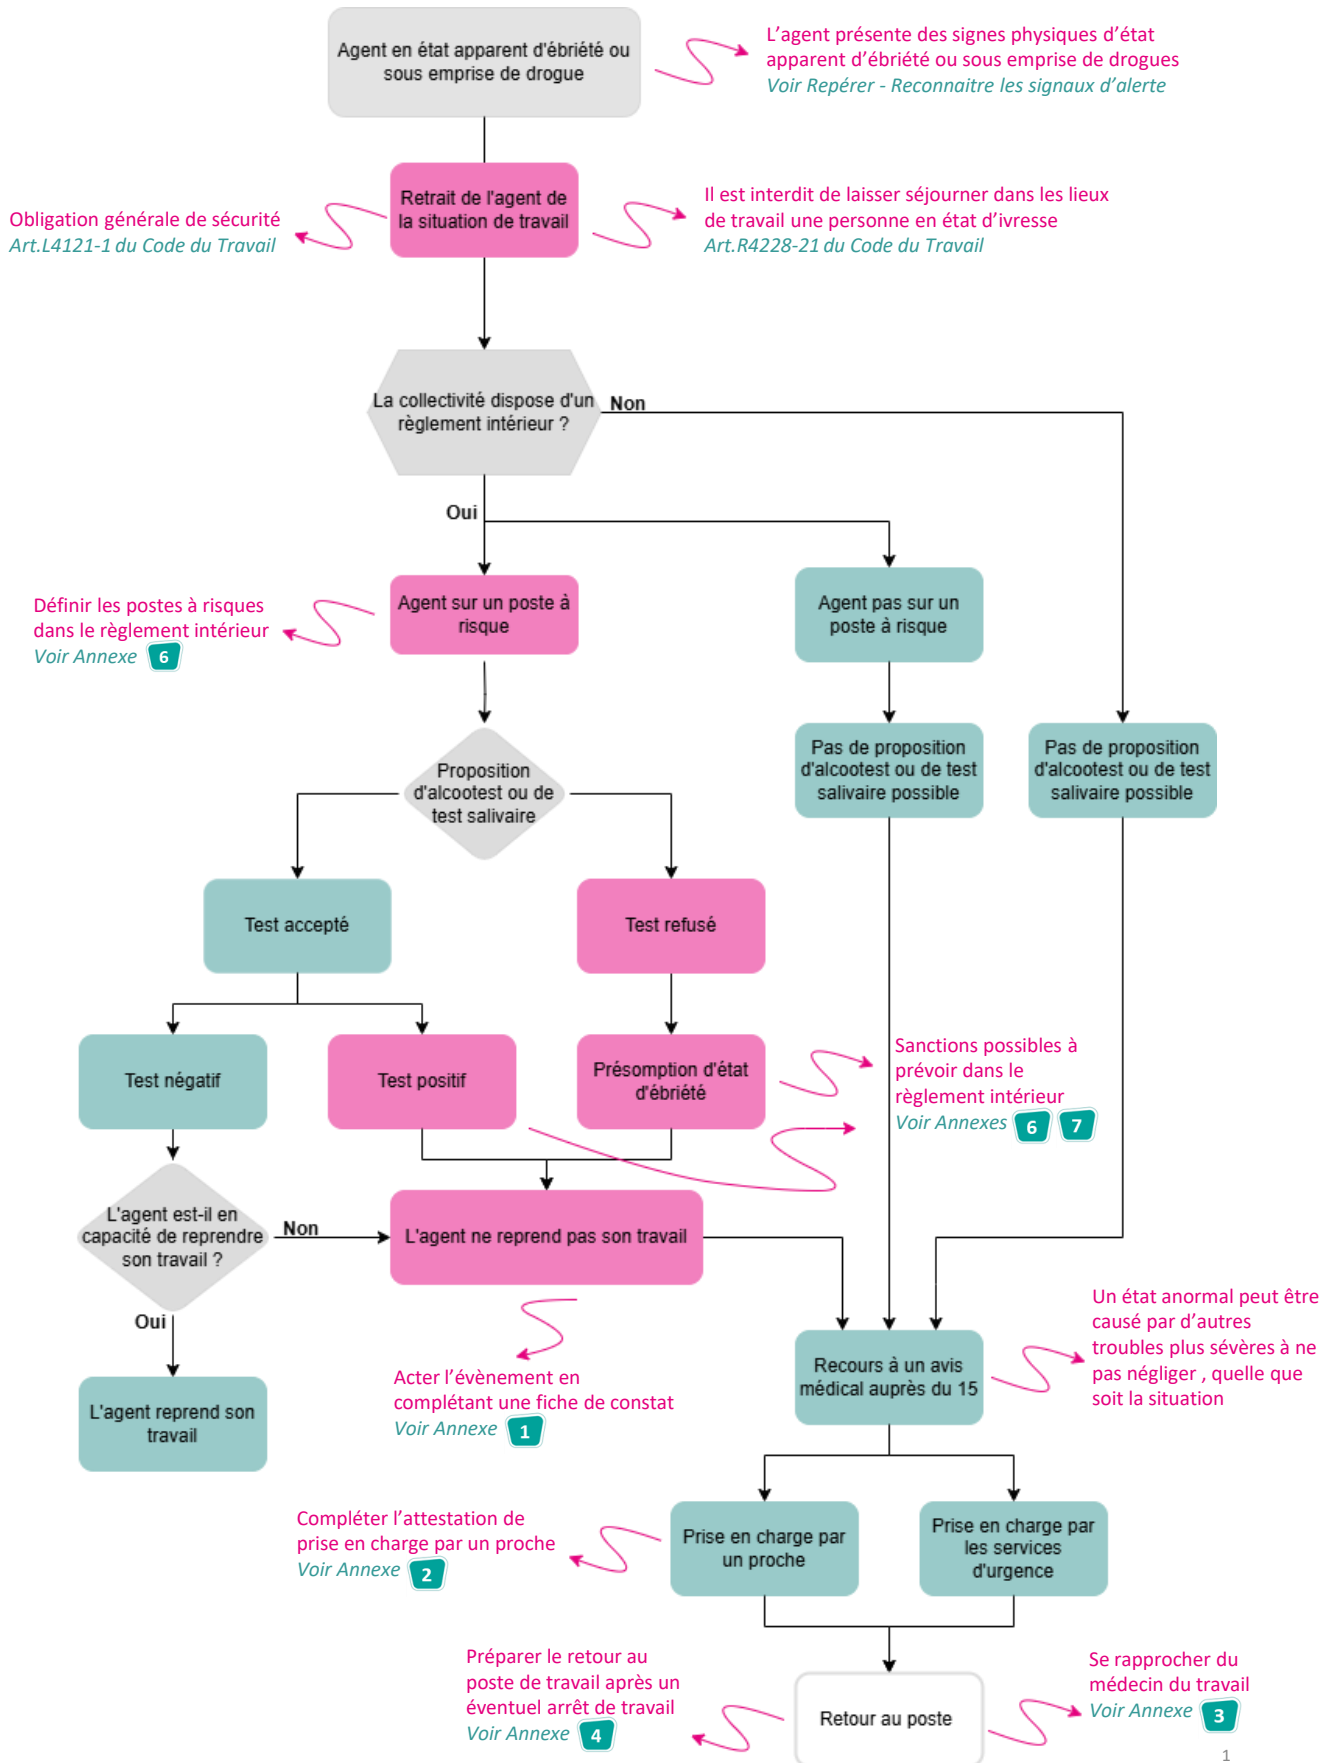 Agent en état apparent d'ébriété ou
sous emprise de drogue
L'agent présente des signes physiques d'état
apparent d'ébriété ou sous emprise de drogues
Voir Repérer - Reconnaitre les signaux d'alerte
Retrait de l'agent de
la situation de travail
Obligation générale de sécurité
Art.L4121-1 du Code du Travail
Il est interdit de laisser séjourner dans les lieux
de travail une personne en état d'ivresse
Art.R4228-21 du Code du Travail
La collectivité dispose d'un
règlement intérieur ?
Non
Oui
Agent sur un poste à
risque
Agent pas sur un
poste à risque
Définir les postes à risques
dans le règlement intérieur
Voir Annexe 6
Proposition
d'alcootest ou de
test salivaire
Pas de proposition
d'alcootest ou de test
salivaire possible
Pas de proposition
d'alcootest ou de test
salivaire possible
Test accepté
Test refusé
Test négatif
Test positif
Présomption d'état
d'ébriété
Sanctions possibles à
prévoir dans le
règlement intérieur
Voir Annexes 6 7
L'agent est-il en
capacité de reprendre
son travail ?
Non
L'agent ne reprend pas son travail
Oui
L'agent reprend son
travail
Acter l'évènement en
complétant une fiche de constat
Voir Annexe 1
Recours à un avis
médical auprès du 15
Un état anormal peut être
causé par d'autres
troubles plus sévères à ne
pas négliger , quelle que
soit la situation
Compléter l'attestation de
prise en charge par un proche
Voir Annexe 2
Prise en charge par
un proche
Prise en charge par
les services
d'urgence
Préparer le retour au
poste de travail après un
éventuel arrêt de travail
Voir Annexe 4
Retour au poste
Se rapprocher du
médecin du travail
Voir Annexe 3
1